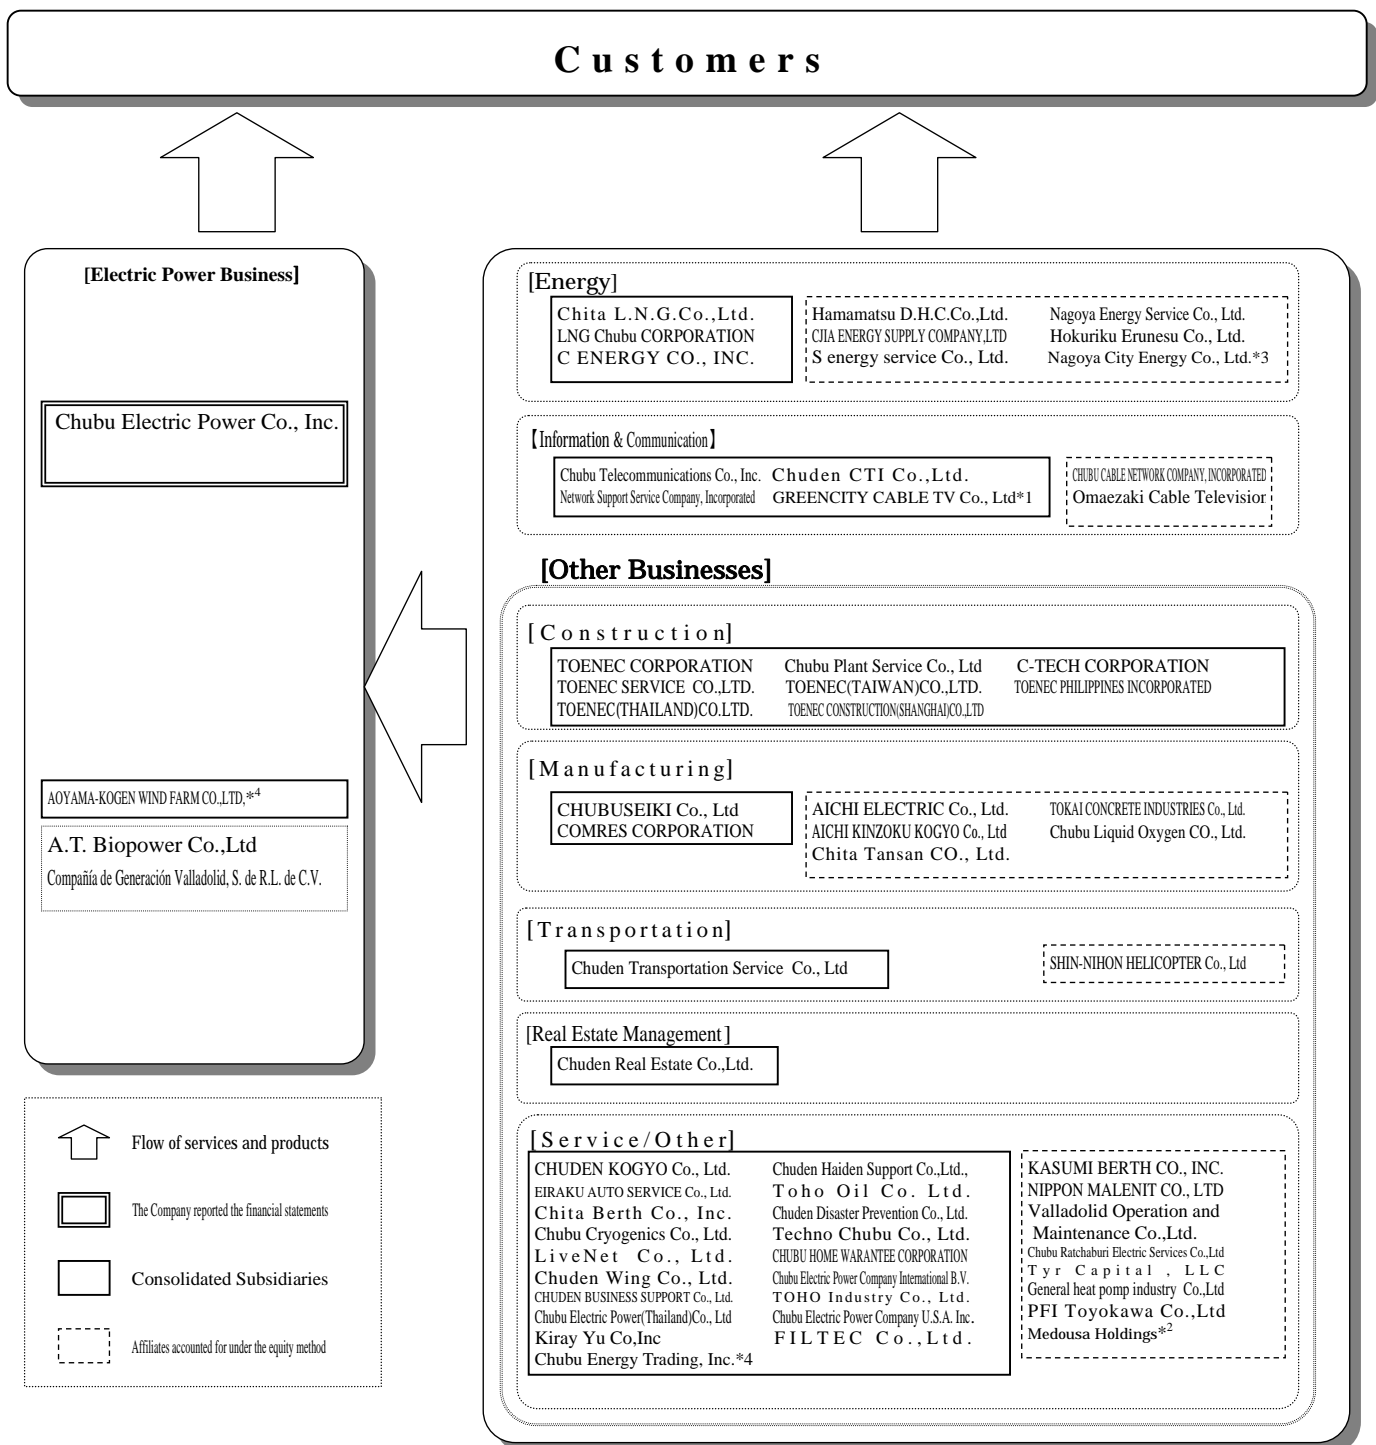 Customers
[Electric Power Business]
Chubu Electric Power Co., Inc.
AOYAMA-KOGEN WIND FARM CO.,LTD,*4
A.T. Biopower Co.,Ltd
Compañía de Generación Valladolid, S. de R.L. de C.V.
Flow of services and products
The Company reported the financial statements
Consolidated Subsidiaries
Affiliates accounted for under the equity method
[Energy]
Chita L.N.G.Co.,Ltd.
LNG Chubu CORPORATION
C ENERGY CO., INC.
Hamamatsu D.H.C.Co.,Ltd. Nagoya Energy Service Co., Ltd.
CJIA ENERGY SUPPLY COMPANY,LTD Hokuriku Erunesu Co., Ltd.
S energy service Co., Ltd. Nagoya City Energy Co., Ltd.*3
【Information & Communication】
Chubu Telecommunications Co., Inc. Chuden CTI Co.,Ltd.
Network Support Service Company, Incorporated GREENCITY CABLE TV Co., Ltd*1
CHUBU CABLE NETWORK COMPANY, INCORPORATED
Omaezaki Cable Televisior
[Other Businesses]
[Construction]
TOENEC CORPORATION Chubu Plant Service Co., Ltd C-TECH CORPORATION
TOENEC SERVICE CO.,LTD. TOENEC(TAIWAN)CO.,LTD. TOENEC PHILIPPINES INCORPORATED
TOENEC(THAILAND)CO.LTD. TOENEC CONSTRUCTION(SHANGHAI)CO.,LTD
[Manufacturing]
CHUBUSEIKI Co., Ltd
COMRES CORPORATION
AICHI ELECTRIC Co., Ltd. TOKAI CONCRETE INDUSTRIES Co., Ltd.
AICHI KINZOKU KOGYO Co., Ltd Chubu Liquid Oxygen CO., Ltd.
Chita Tansan CO., Ltd.
[Transportation]
Chuden Transportation Service Co., Ltd
SHIN-NIHON HELICOPTER Co., Ltd
[Real Estate Management]
Chuden Real Estate Co.,Ltd.
[Service/Other]
CHUDEN KOGYO Co., Ltd. Chuden Haiden Support Co.,Ltd.,
EIRAKU AUTO SERVICE Co., Ltd. Toho Oil Co. Ltd.
Chita Berth Co., Inc. Chuden Disaster Prevention Co., Ltd.
Chubu Cryogenics Co., Ltd. Techno Chubu Co., Ltd.
LiveNet Co., Ltd. CHUBU HOME WARANTEE CORPORATION
Chuden Wing Co., Ltd. Chubu Electric Power Company International B.V.
CHUDEN BUSINESS SUPPORT Co., Ltd. TOHO Industry Co., Ltd.
Chubu Electric Power(Thailand)Co., Ltd Chubu Electric Power Company U.S.A. Inc.
Kiray Yu Co,Inc FILTEC Co.,Ltd.
Chubu Energy Trading, Inc.*4
KASUMI BERTH CO., INC.
NIPPON MALENIT CO., LTD
Valladolid Operation and
Maintenance Co.,Ltd.
Chubu Ratchaburi Electric Services Co.,Ltd
Tyr Capital , LLC
General heat pomp industry Co.,Ltd
PFI Toyokawa Co.,Ltd
Medousa Holdings*2